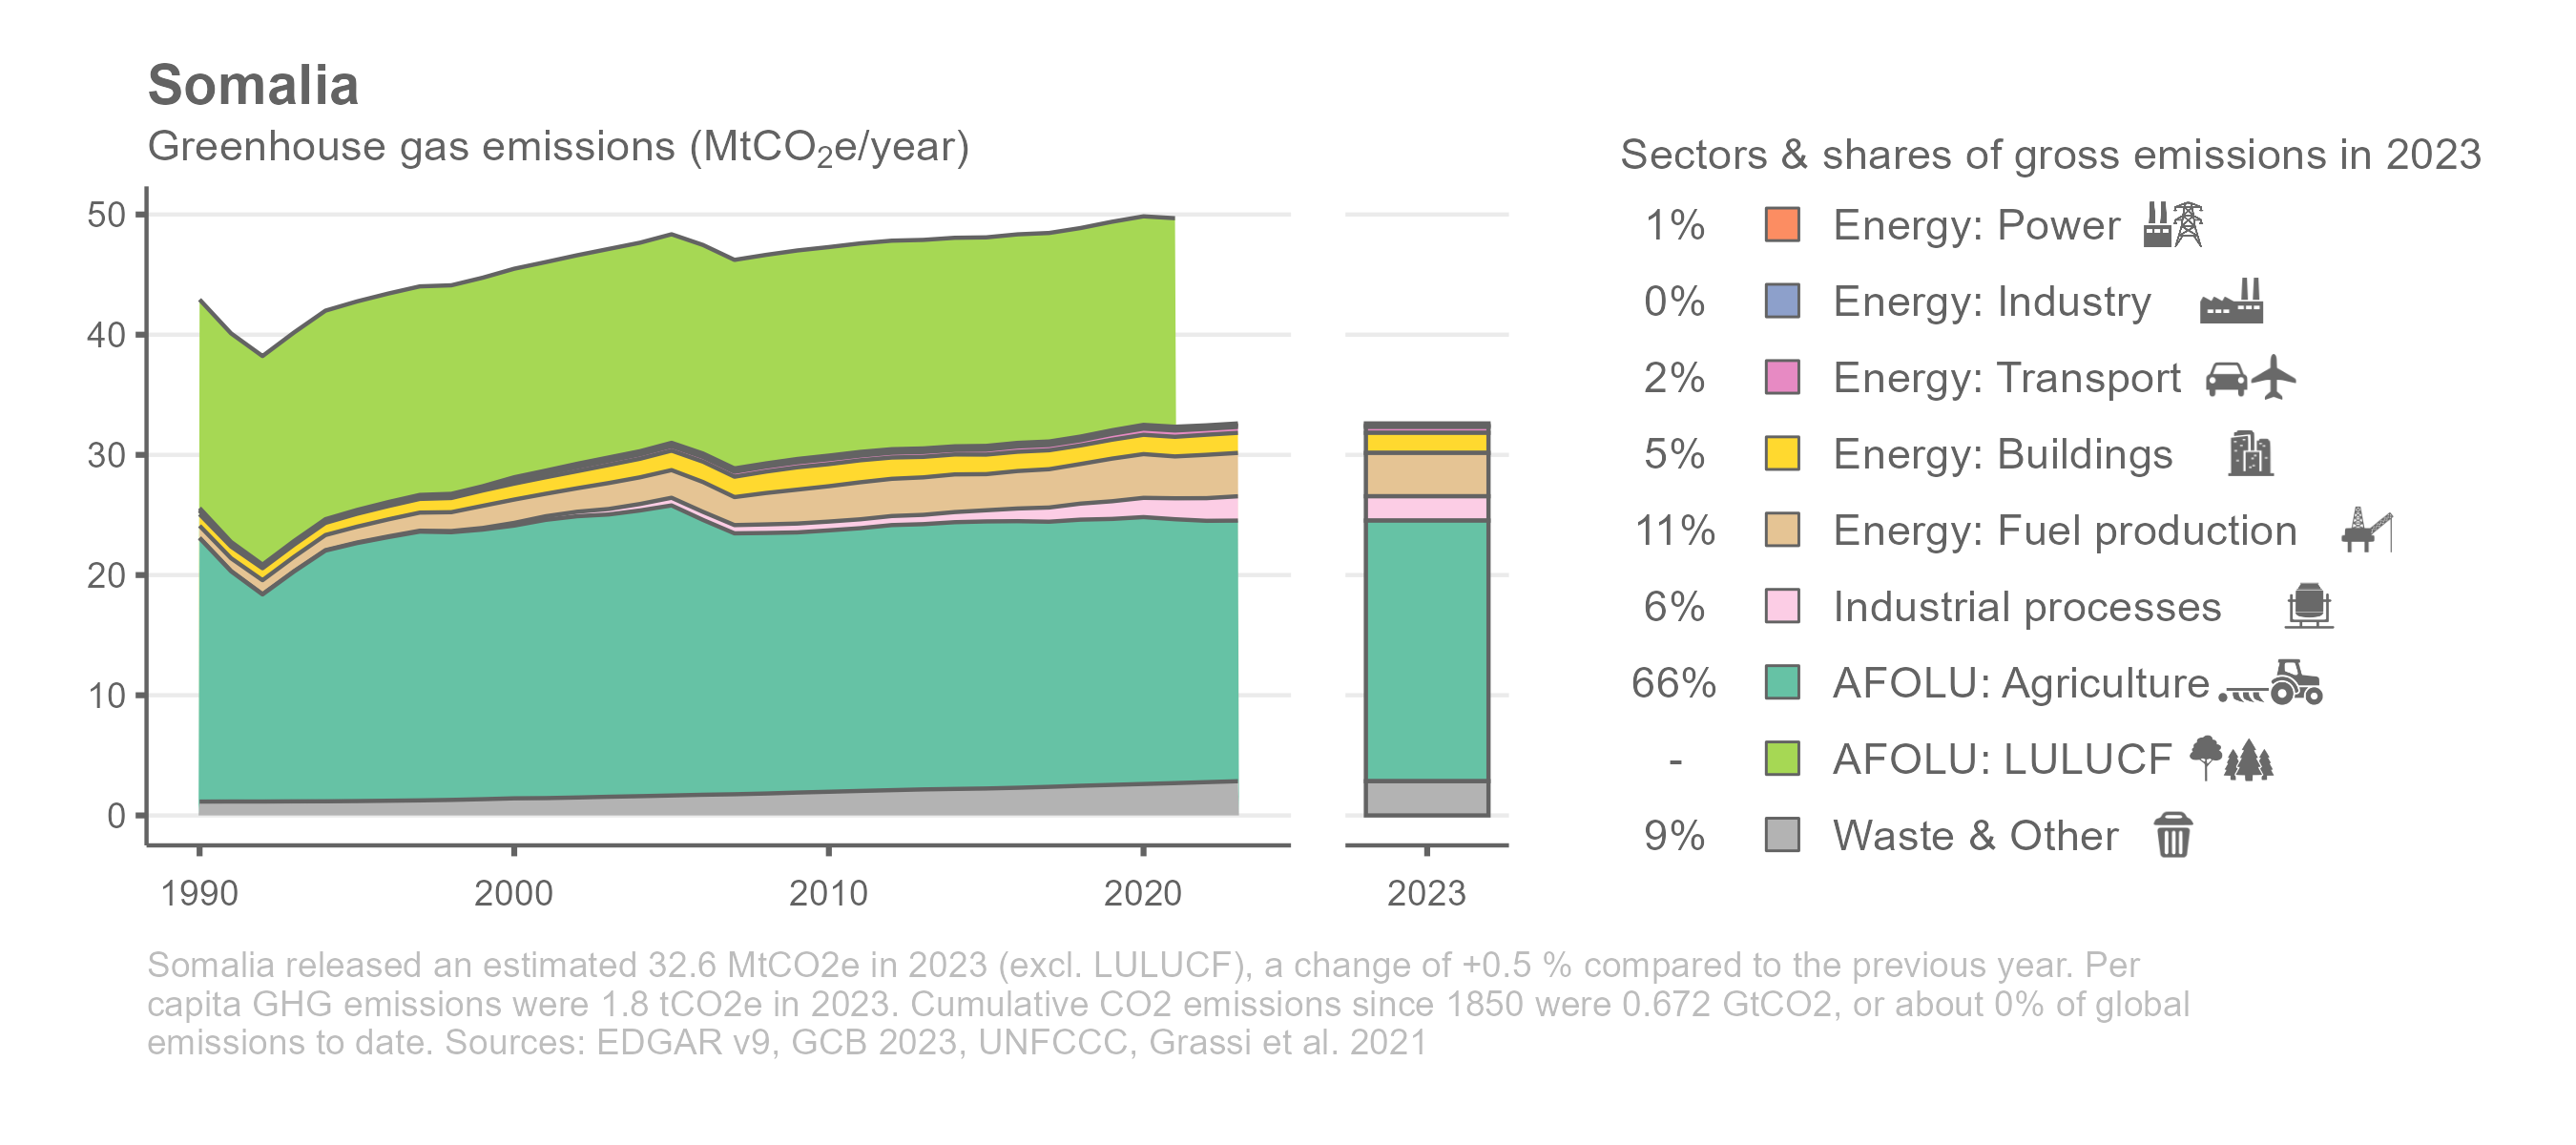 Somalia
Greenhouse gas emissions (MtCO₂e/year)
50
40
30
20
10
0
1990
2000
2010
2020
2023
Sectors & shares of gross emissions in 2023
1% Energy: Power
0% Energy: Industry
2% Energy: Transport
5% Energy: Buildings
11% Energy: Fuel production
6% Industrial processes
66% AFOLU: Agriculture
- AFOLU: LULUCF
9% Waste & Other
Somalia released an estimated 32.6 MtCO2e in 2023 (excl. LULUCF), a change of +0.5 % compared to the previous year. Per
capita GHG emissions were 1.8 tCO2e in 2023. Cumulative CO2 emissions since 1850 were 0.672 GtCO2, or about 0% of global
emissions to date. Sources: EDGAR v9, GCB 2023, UNFCCC, Grassi et al. 2021